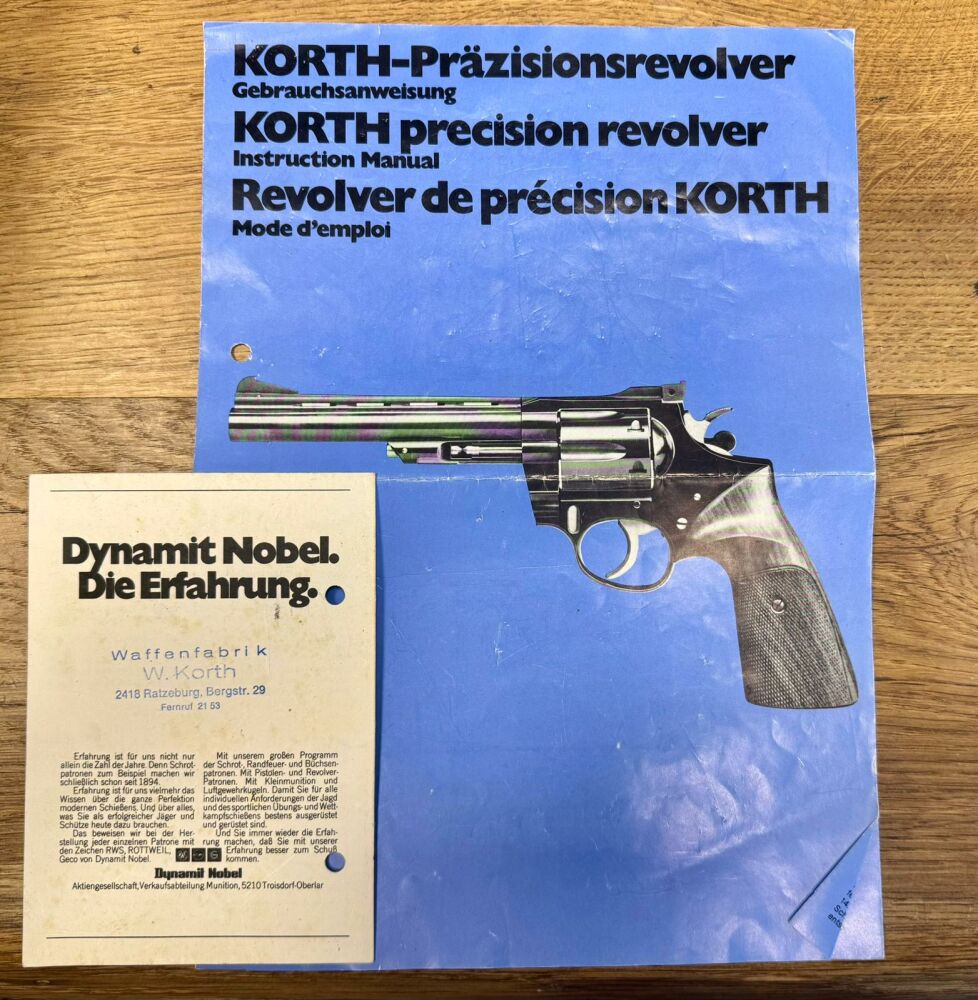 KORTH-Präzisionsrevolver
Gebrauchsanweisung
KORTH precision revolver
Instruction Manual
Revolver de précision KORTH
Mode d'emploi
Dynamit Nobel.
Die Erfahrung.
Waffenfabrik
W. Korth
2418 Ratzeburg, Bergstr. 29
Fernruf 21 53
Erfahrung ist für uns nicht nur
allein die Zahl der Jahre. Denn Schrot-
patronen zum Beispiel machen wir
schließlich schon seit 1894.
Erfahrung ist für uns vielmehr das
Wissen über die ganze Perfektion
modernen Schießens. Und über alles,
was Sie als erfolgreicher Jäger und
Schütze heute dazu brauchen.
Das beweisen wir bei der Her-
stellung jeder einzelnen Patrone mit
den Zeichen RWS, ROTTWEIL,
Geco von Dynamit Nobel.
Mit unserem großen Programm
der Schrot-, Randfeuer- und Büchsen-
patronen. Mit Pistolen- und Revolver-
Patronen. Mit Kleinmunition und
Luftgewehrkugeln. Damit Sie für alle
individuellen Anforderungen der Jagd
und des sportlichen Übungs- und Wett-
kampfschießens bestens ausgerüstet
und gerüstet sind.
Und Sie immer wieder die Erfah-
rung machen, daß Sie mit unserer
Erfahrung besser zum Schuß
kommen.
Dynamit Nobel
Aktiengesellschaft, Verkaufsabteilung Munition, 5210 Troisdorf-Oberlar